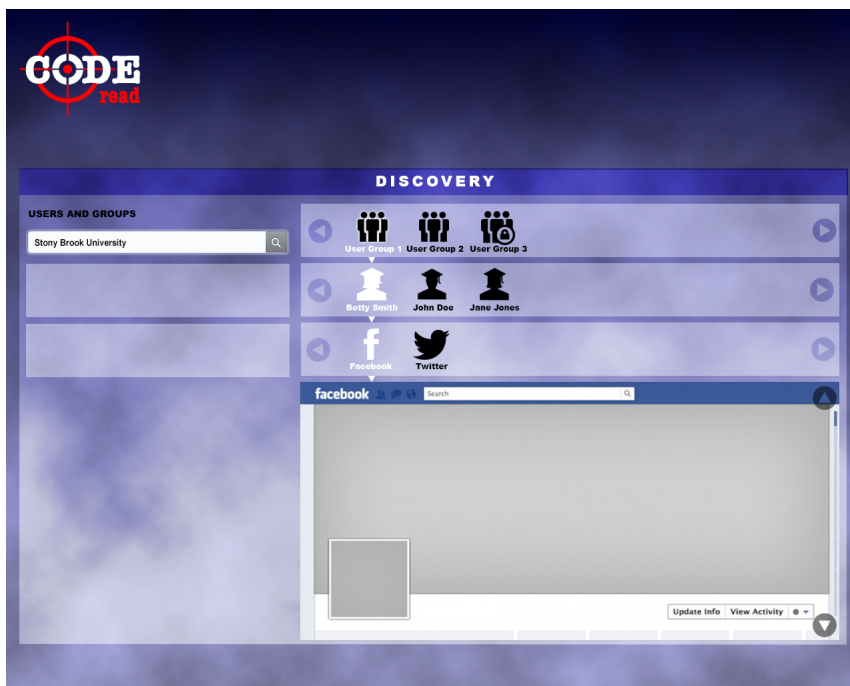 CODE
read
DISCOVERY
USERS AND GROUPS
Stony Brook University
User Group 1 User Group 2 User Group 3
Betty Smith John Doe Jane Jones
Facebook Twitter
f
facebook Search
Update Info View Activity